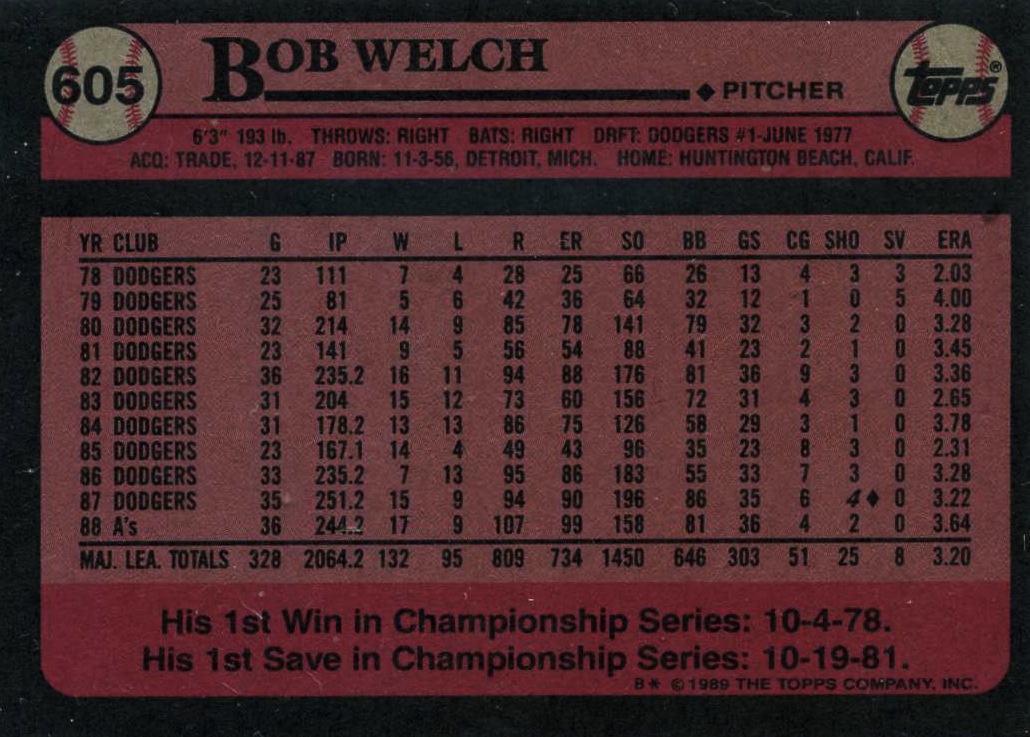 605 BOB WELCH
◆ PITCHER TOPPS®
6'3" 193 lb. THROWS: RIGHT BATS: RIGHT DRFT: DODGERS #1-JUNE 1977
ACQ: TRADE, 12-11-87 BORN: 11-3-56, DETROIT, MICH. HOME: HUNTINGTON BEACH, CALIF.
YR CLUB G IP W L R ER SO BB GS CG SHO SV ERA
78 DODGERS 23 111 7 4 28 25 66 26 13 4 3 3 2.03
79 DODGERS 25 81 5 6 42 36 64 32 12 1 0 5 4.00
80 DODGERS 32 214 14 9 85 78 141 79 32 3 2 0 3.28
81 DODGERS 23 141 9 5 56 54 88 41 23 2 1 0 3.45
82 DODGERS 36 235.2 16 11 94 88 176 81 36 9 3 0 3.36
83 DODGERS 31 204 15 12 73 60 156 72 31 4 3 0 2.65
84 DODGERS 31 178.2 13 13 86 75 126 58 29 3 1 0 3.78
85 DODGERS 23 167.1 14 4 49 43 96 35 23 8 3 0 2.31
86 DODGERS 33 235.2 7 13 95 86 183 55 33 7 3 0 3.28
87 DODGERS 35 251.2 15 9 94 90 196 86 35 6 4◆ 0 3.22
88 A's 36 244.2 17 9 107 99 158 81 36 4 2 0 3.64
MAJ. LEA. TOTALS 328 2064.2 132 95 809 734 1450 646 303 51 25 8 3.20
His 1st Win in Championship Series: 10-4-78.
His 1st Save in Championship Series: 10-19-81.
B* ©1989 THE TOPPS COMPANY, INC.